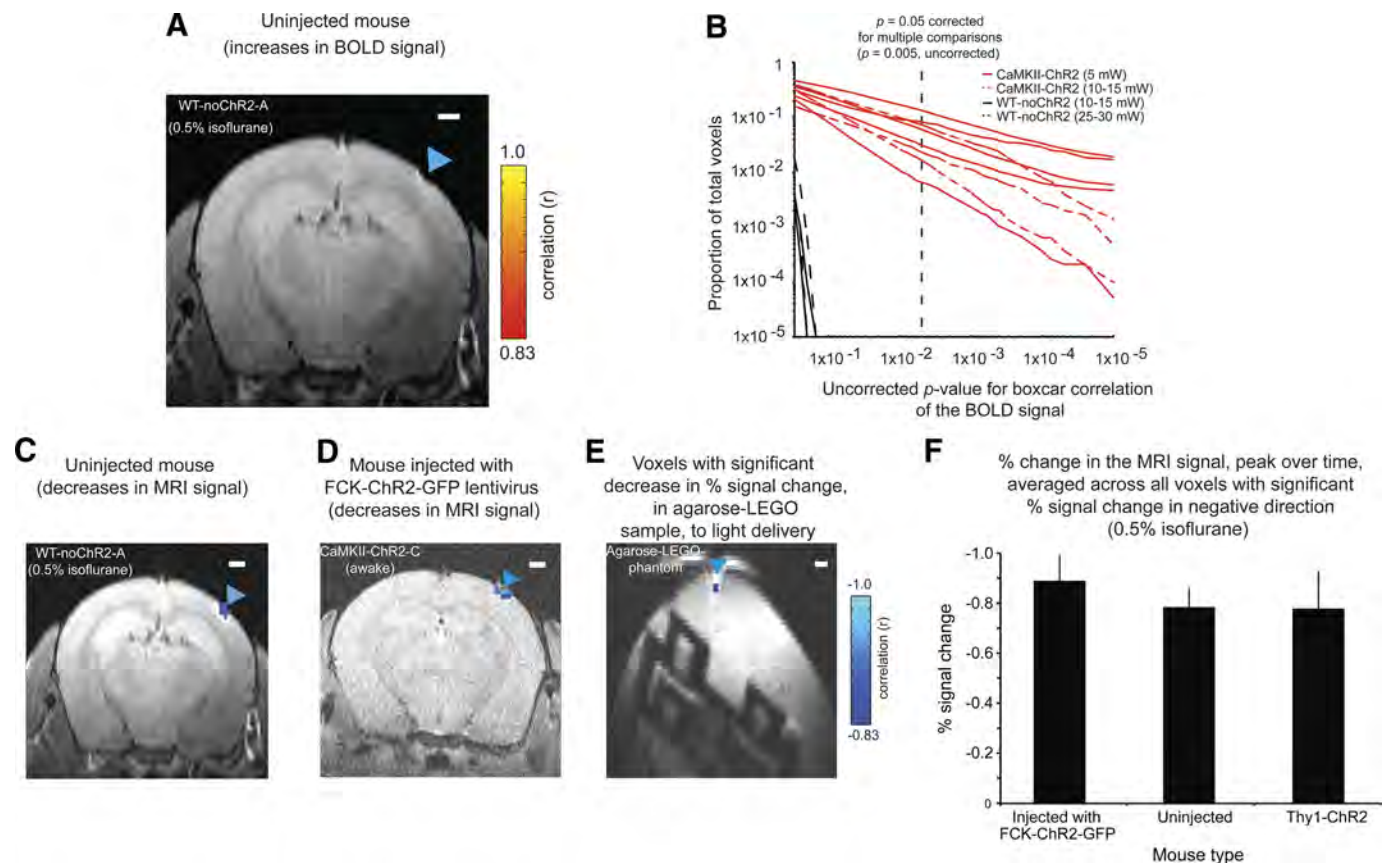 A
Uninjected mouse
(increases in BOLD signal)
WT-noChR2-A
(0.5% isoflurane)
1.0
correlation (r)
0.83
B
p = 0.05 corrected
for multiple comparisons
(p = 0.005, uncorrected)
CaMKII-ChR2 (5 mW)
CaMKII-ChR2 (10-15 mW)
WT-noChR2 (10-15 mW)
WT-noChR2 (25-30 mW)
Proportion of total voxels
1
1x10-1
1x10-2
1x10-3
1x10-4
1x10-5
1x10-1
1x10-2
1x10-3
1x10-4
1x10-5
Uncorrected p-value for boxcar correlation
of the BOLD signal
C
Uninjected mouse
(decreases in MRI signal)
WT-noChR2-A
(0.5% isoflurane)
D
Mouse injected with
FCK-ChR2-GFP lentivirus
(decreases in MRI signal)
CaMKII-ChR2-C
(awake)
E
Voxels with significant
decrease in % signal change,
in agarose-LEGO
sample, to light delivery
Agarose-LEGO
phantom
-1.0
correlation (r)
-0.83
F
% change in the MRI signal, peak over time,
averaged across all voxels with significant
% signal change in negative direction
(0.5% isoflurane)
% signal change
-1.0
-0.8
-0.6
-0.4
-0.2
0
Injected with
FCK-ChR2-GFP
Uninjected
Thy1-ChR2
Mouse type